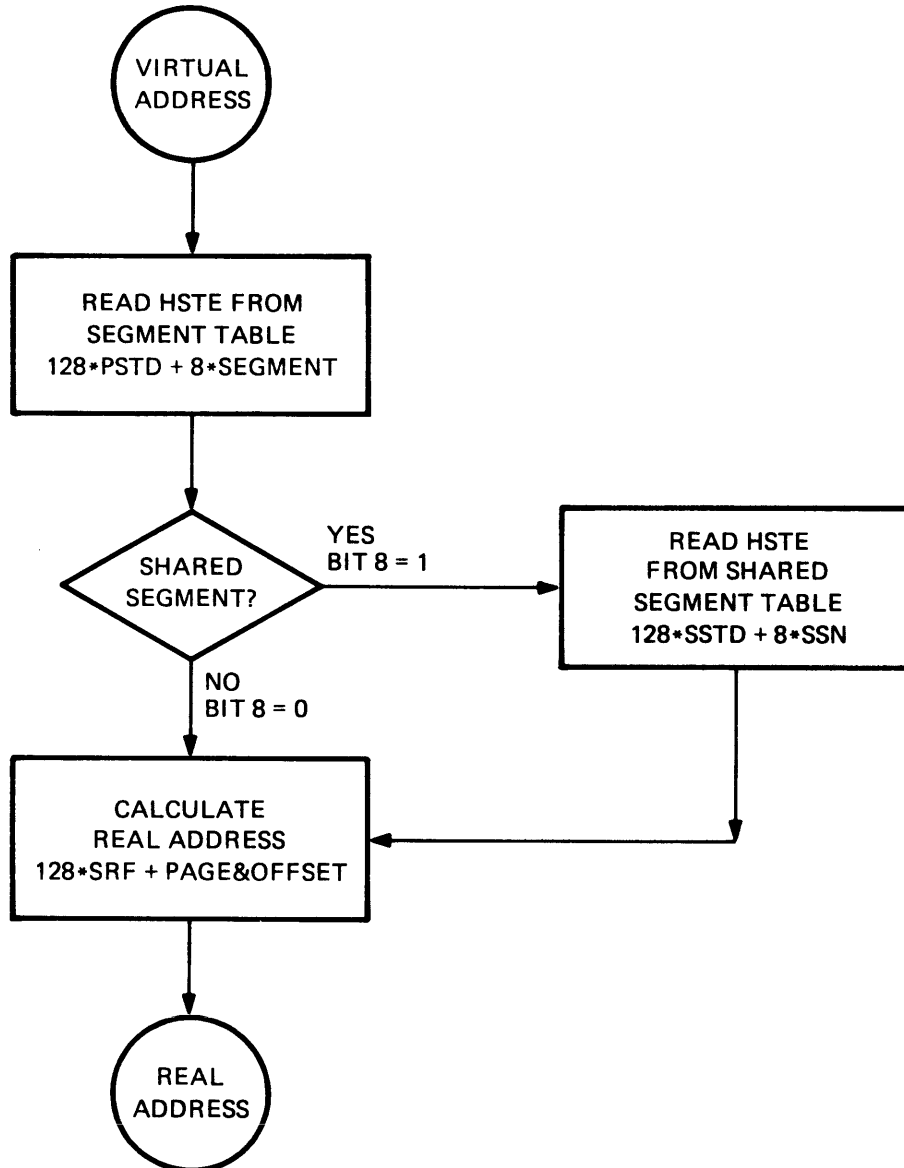 VIRTUAL
ADDRESS
READ HSTE FROM
SEGMENT TABLE
128*PSTD + 8*SEGMENT
SHARED
SEGMENT?
YES
BIT 8 = 1
READ HSTE
FROM SHARED
SEGMENT TABLE
128*SSTD + 8*SSN
NO
BIT 8 = 0
CALCULATE
REAL ADDRESS
128*SRF + PAGE&OFFSET
REAL
ADDRESS